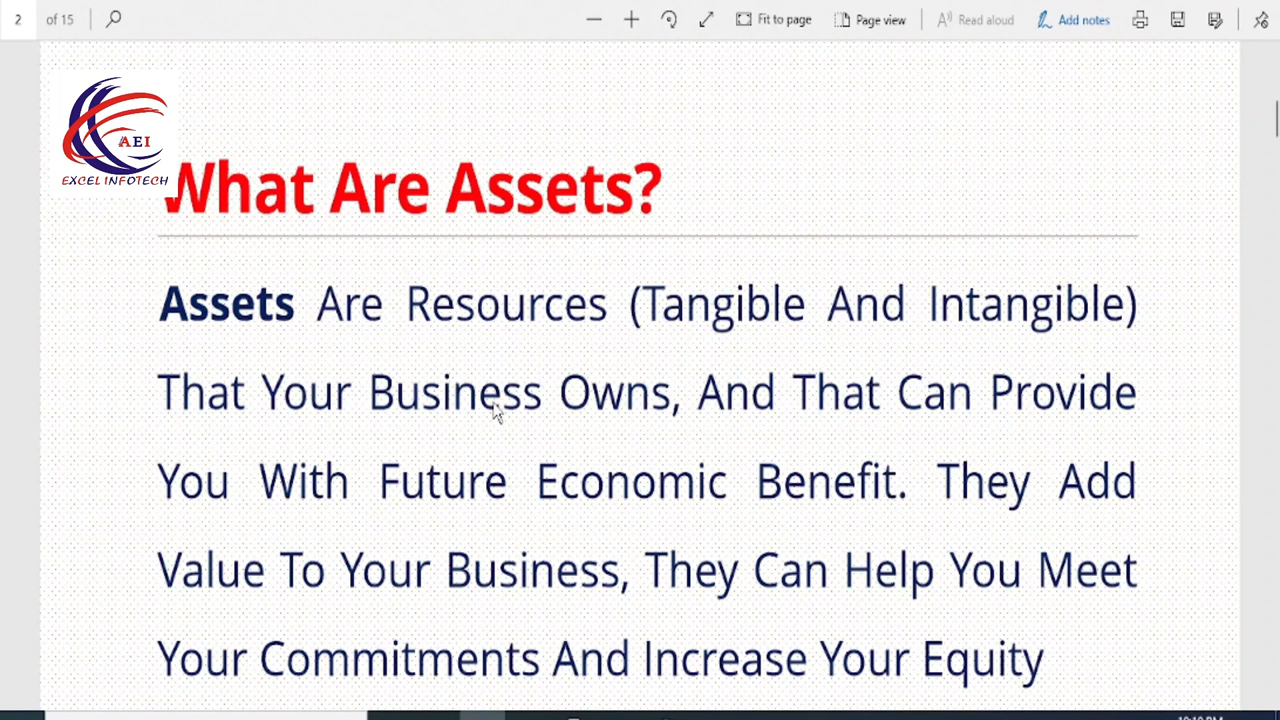 2 of 15 Fit to page Page view Read aloud Add notes
AEI
EXCEL INFOTECH
What Are Assets?
Assets Are Resources (Tangible And Intangible)
That Your Business Owns, And That Can Provide
You With Future Economic Benefit. They Add
Value To Your Business, They Can Help You Meet
Your Commitments And Increase Your Equity